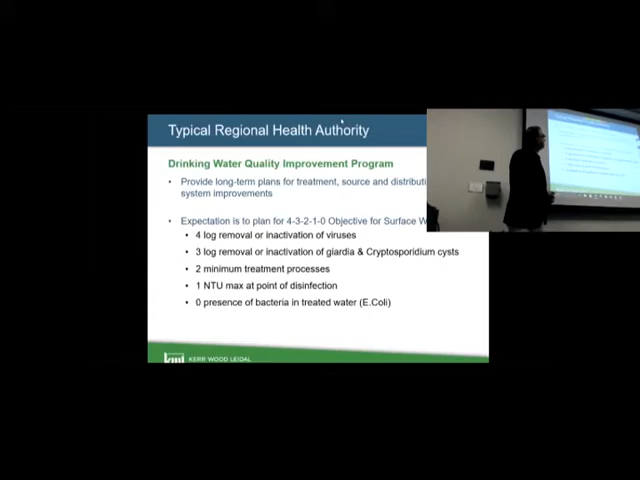 Typical Regional Health Authority
Drinking Water Quality Improvement Program
• Provide long-term plans for treatment, source and distributi
system improvements
• Expectation is to plan for 4-3-2-1-0 Objective for Surface W
• 4 log removal or inactivation of viruses
• 3 log removal or inactivation of giardia & Cryptosporidium cysts
• 2 minimum treatment processes
• 1 NTU max at point of disinfection
• 0 presence of bacteria in treated water (E.Coli)
KERR WOOD LEIDAL